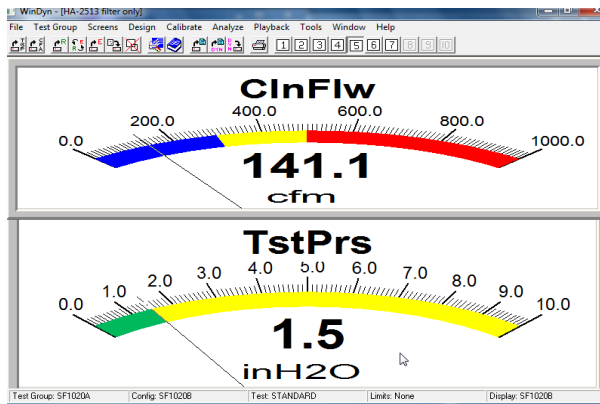 WinDyn - [HA-2513 filter only]
File Test Group Screens Design Calibrate Analyze Playback Tools Window Help
1 2 3 4 5 6 7 8 9 10
ClnFlw
0.0 200.0 400.0 600.0 800.0 1000.0
141.1
cfm
TstPrs
0.0 1.0 2.0 3.0 4.0 5.0 6.0 7.0 8.0 9.0 10.0
1.5
inH2O
Test Group: SF1020A Config: SF1020B Test: STANDARD Limits: None Display: SF1020B